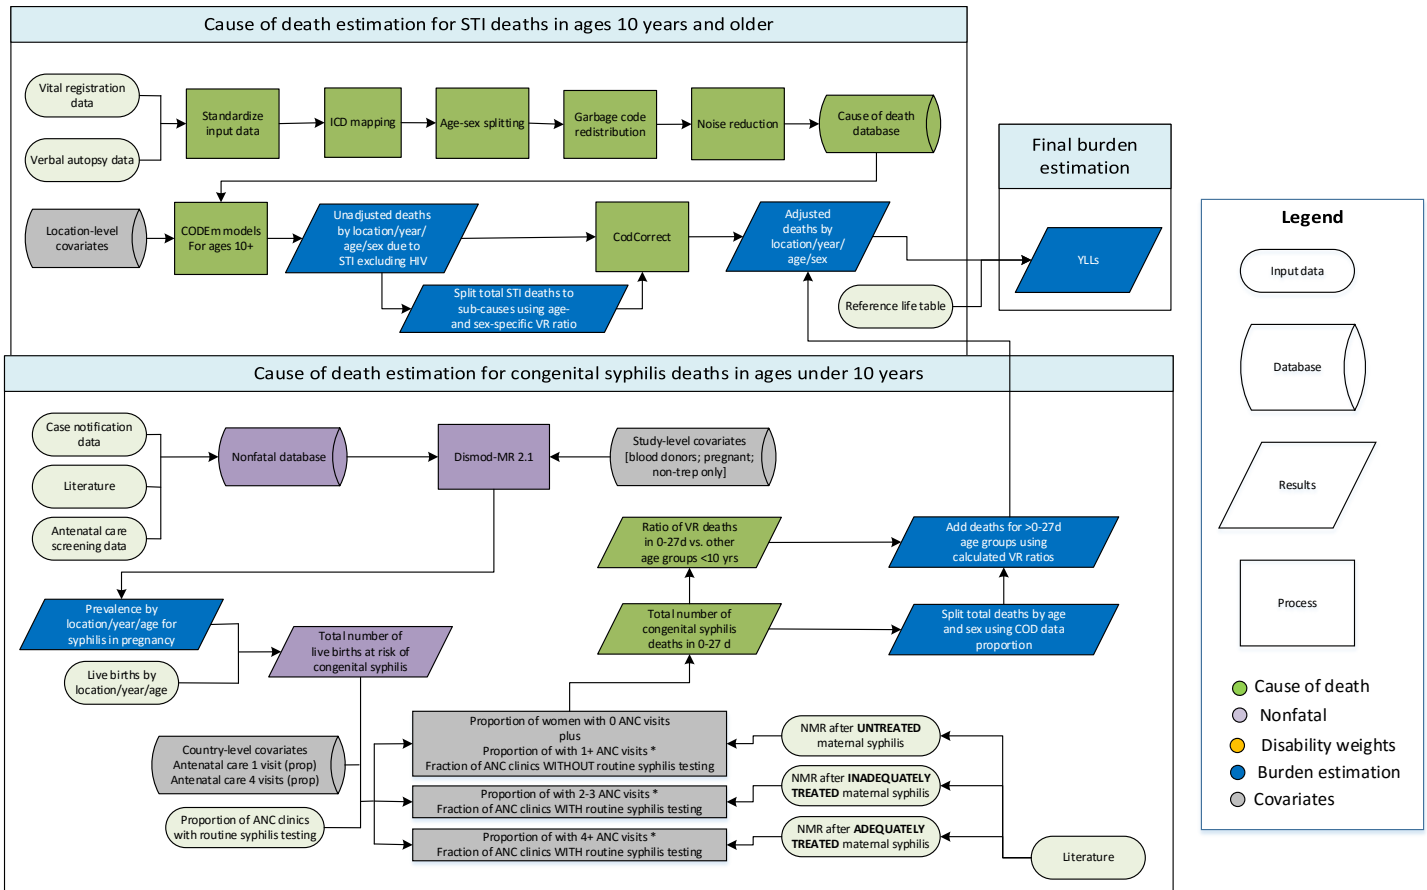 Cause of death estimation for STI deaths in ages 10 years and older
Vital registration
data
Verbal autopsy data
Standardize
input data
ICD mapping
Age-sex splitting
Garbage code
redistribution
Noise reduction
Cause of death
database
Location-level
covariates
CODEm models
For ages 10+
Unadjusted deaths
by location/year/
age/sex due to
STI excluding HIV
Split total STI deaths to
sub-causes using age-
and sex-specific VR ratio
CodCorrect
Adjusted
deaths by
location/year/
age/sex
Reference life table
Final burden
estimation
YLLs
Cause of death estimation for congenital syphilis deaths in ages under 10 years
Case notification
data
Literature
Antenatal care
screening data
Nonfatal database
Dismod-MR 2.1
Study-level covariates
[blood donors; pregnant;
non-trep only]
Ratio of VR deaths
in 0-27d vs. other
age groups <10 yrs
Add deaths for >0-27d
age groups using
calculated VR ratios
Prevalence by
location/year/age for
syphilis in pregnancy
Live births by
location/year/age
Total number of
live births at risk of
congenital syphilis
Total number of
congenital syphilis
deaths in 0-27 d
Split total deaths by age
and sex using COD data
proportion
Country-level covariates
Antenatal care 1 visit (prop)
Antenatal care 4 visits (prop)
Proportion of ANC clinics
with routine syphilis testing
Proportion of women with 0 ANC visits
plus
Proportion of with 1+ ANC visits *
Fraction of ANC clinics WITHOUT routine syphilis testing
Proportion of with 2-3 ANC visits *
Fraction of ANC clinics WITH routine syphilis testing
Proportion of with 4+ ANC visits *
Fraction of ANC clinics WITH routine syphilis testing
NMR after UNTREATED
maternal syphilis
NMR after INADEQUATELY
TREATED maternal syphilis
NMR after ADEQUATELY
TREATED maternal syphilis
Literature
Legend
Input data
Database
Results
Process
Cause of death
Nonfatal
Disability weights
Burden estimation
Covariates